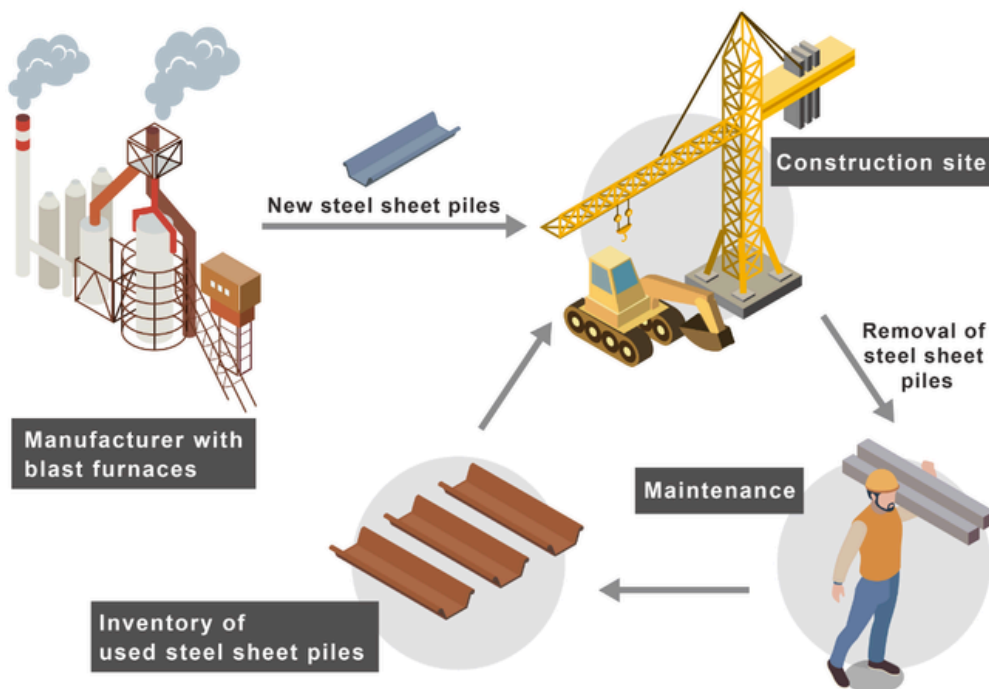 New steel sheet piles
Construction site
Removal of
steel sheet
piles
Manufacturer with
blast furnaces
Maintenance
Inventory of
used steel sheet piles